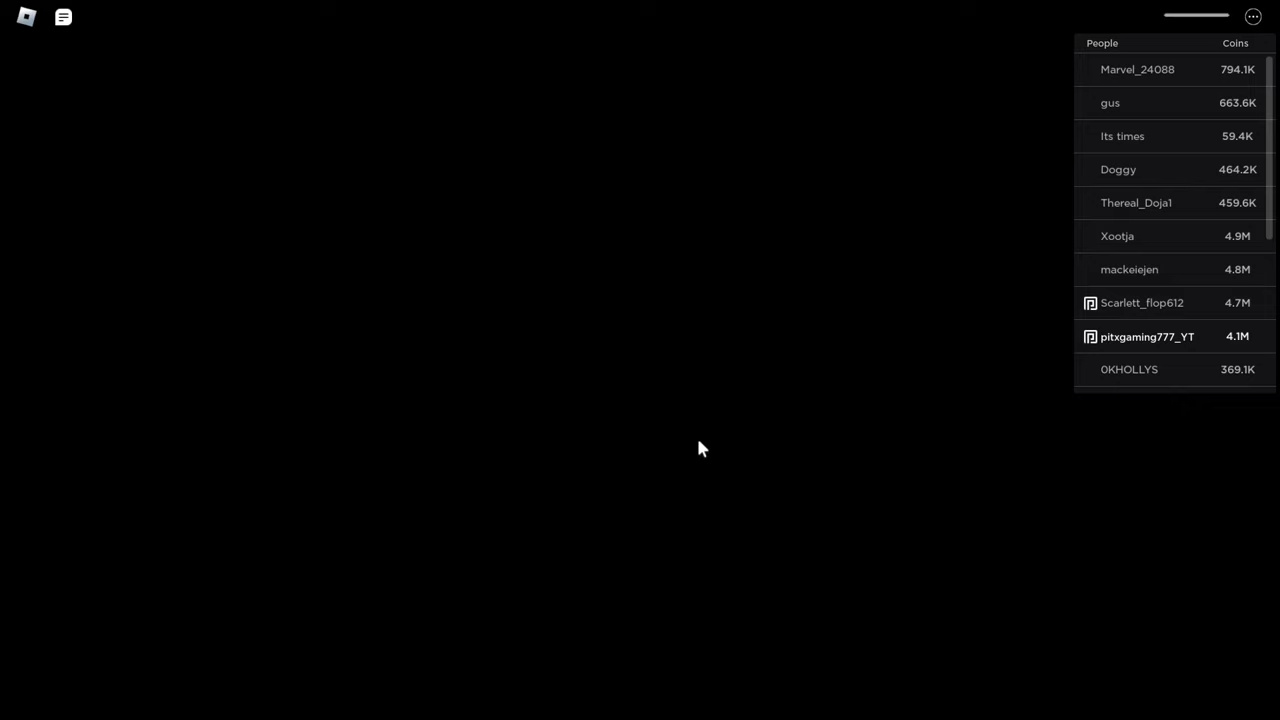 People Coins
Marvel_24088 794.1K
gus 663.6K
Its times 59.4K
Doggy 464.2K
Thereal_Doja1 459.6K
Xootja 4.9M
mackeiejen 4.8M
Scarlett_flop612 4.7M
pitxgaming777_YT 4.1M
0KHOLLYS 369.1K